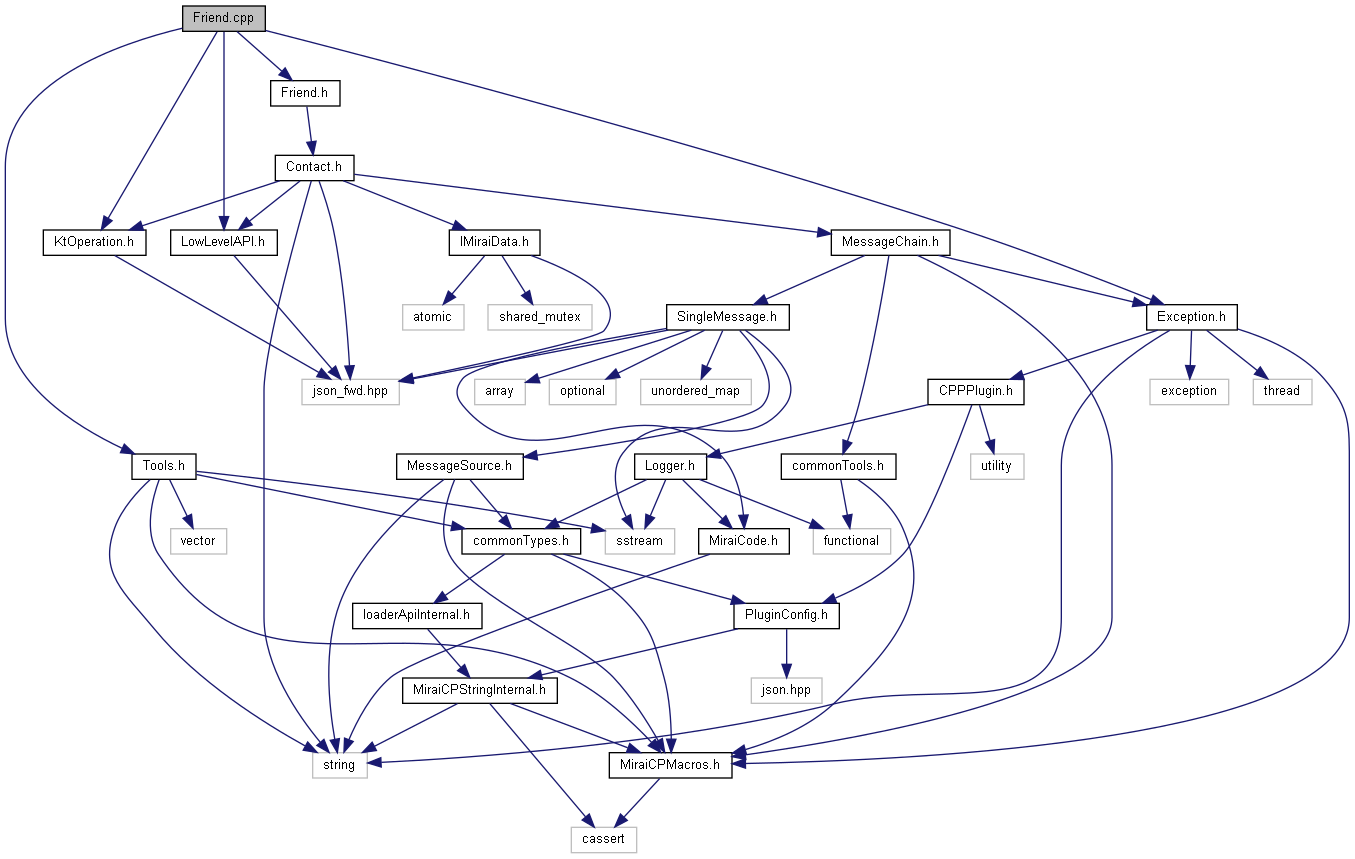 Friend.cpp
Friend.h
Contact.h
KtOperation.h
LowLevelAPI.h
IMiraiData.h
MessageChain.h
atomic
shared_mutex
SingleMessage.h
Exception.h
json_fwd.hpp
array
optional
unordered_map
CPPPlugin.h
exception
thread
Tools.h
MessageSource.h
Logger.h
commonTools.h
utility
vector
commonTypes.h
sstream
MiraiCode.h
functional
loaderApiInternal.h
PluginConfig.h
MiraiCPStringInternal.h
json.hpp
string
MiraiCPMacros.h
cassert